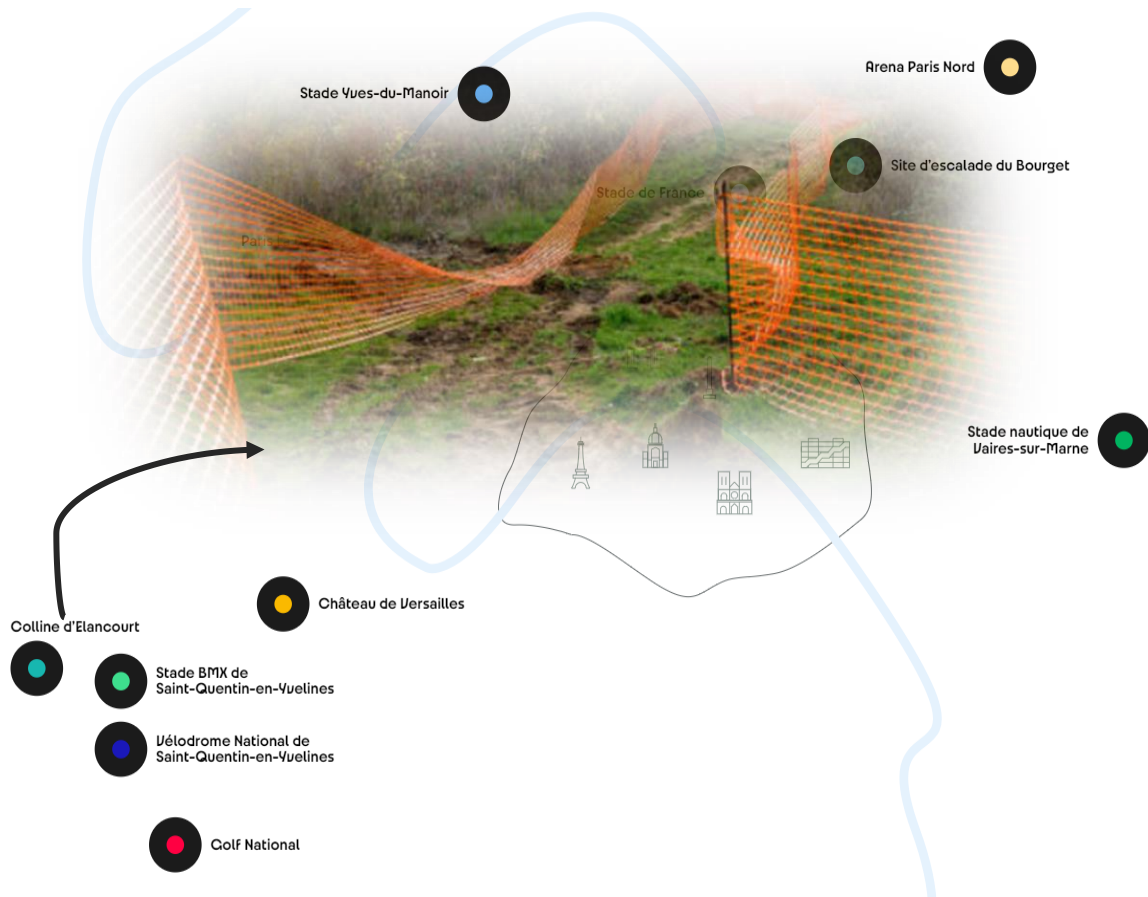 Arena Paris Nord
Stade Yves-du-Manoir
Site d'escalade du Bourget
Stade de France
Paris
Stade nautique de
Vaires-sur-Marne
Château de Versailles
Colline d'Elancourt
Stade BMX de
Saint-Quentin-en-Yvelines
Vélodrome National de
Saint-Quentin-en-Yvelines
Golf National